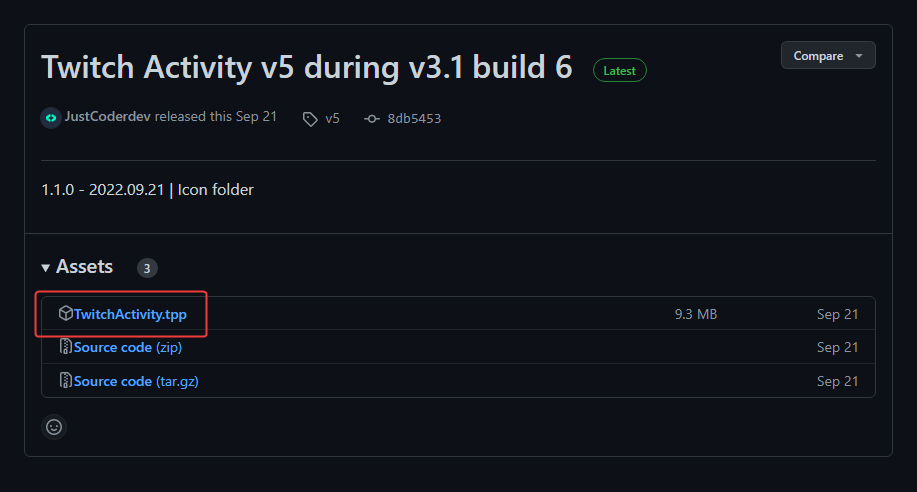 Twitch Activity v5 during v3.1 build 6 Latest Compare
JustCoderdev released this Sep 21 v5 8db5453
1.1.0 - 2022.09.21 | Icon folder
Assets 3
TwitchActivity.tpp 9.3 MB Sep 21
Source code (zip) Sep 21
Source code (tar.gz) Sep 21